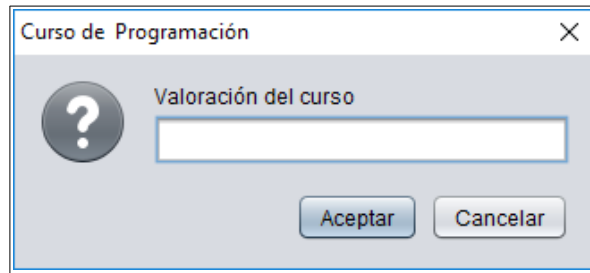 Curso de Programación
Valoración del curso
Aceptar
Cancelar